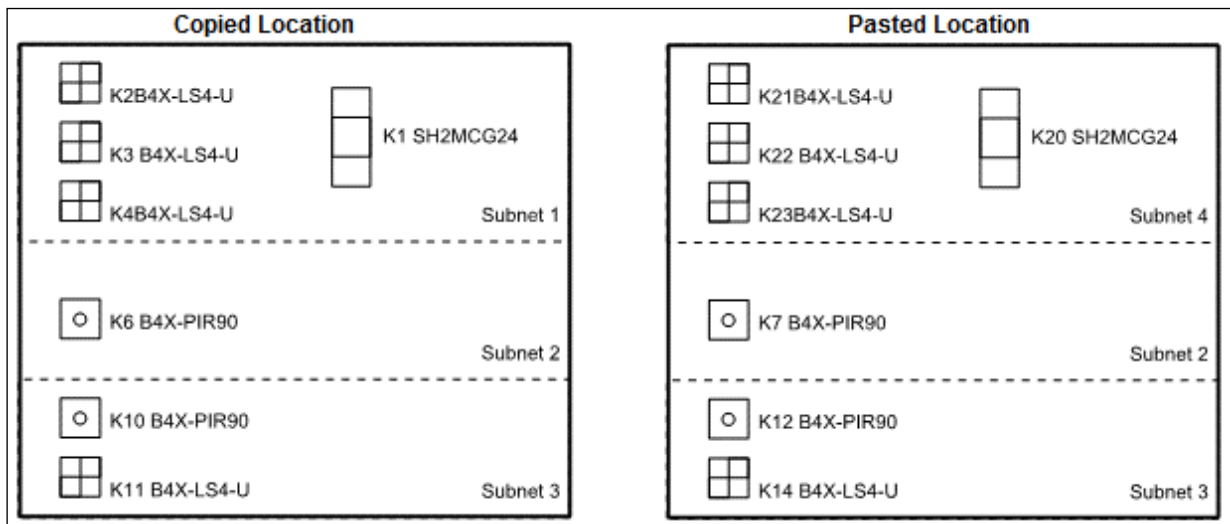 Copied Location
K2B4X-LS4-U
K3 B4X-LS4-U
K1 SH2MCG24
K4B4X-LS4-U
Subnet 1
K6 B4X-PIR90
Subnet 2
K10 B4X-PIR90
K11 B4X-LS4-U
Subnet 3
Pasted Location
K21B4X-LS4-U
K22 B4X-LS4-U
K20 SH2MCG24
K23B4X-LS4-U
Subnet 4
K7 B4X-PIR90
Subnet 2
K12 B4X-PIR90
K14 B4X-LS4-U
Subnet 3